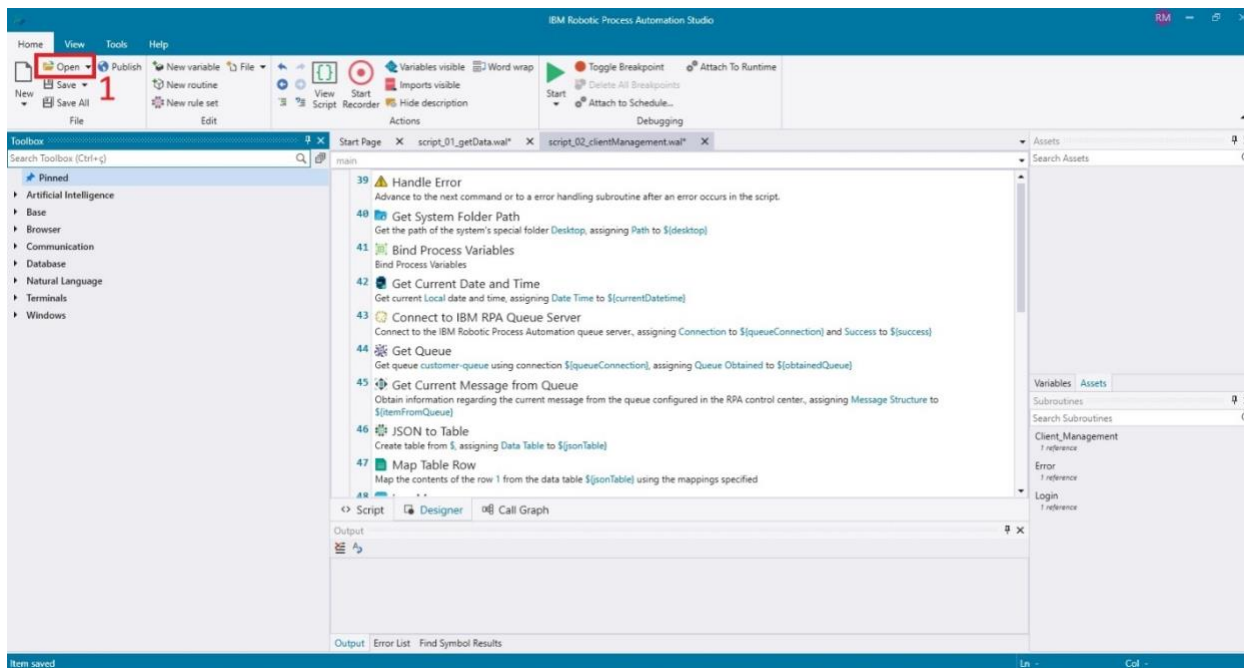 IBM Robotic Process Automation Studio
RM
Home View Tools Help
Open Publish New variable File Variables visible Word wrap Toggle Breakpoint Attach To Runtime
1
New Save New routine View Script Start Recorder Imports visible Start Delete All Breakpoints
Save All New rule set Hide description Attach to Schedule...
File Edit Actions Debugging
Toolbox
Search Toolbox (Ctrl+ç)
Pinned
Artificial Intelligence
Base
Browser
Communication
Database
Natural Language
Terminals
Windows
Start Page script_01_getData.wal* script_02_clientManagement.wal*
main
39 Handle Error
Advance to the next command or to a error handling subroutine after an error occurs in the script.
40 Get System Folder Path
Get the path of the system's special folder Desktop, assigning Path to ${desktop}
41 Bind Process Variables
Bind Process Variables
42 Get Current Date and Time
Get current Local date and time, assigning Date Time to ${currentDatetime}
43 Connect to IBM RPA Queue Server
Connect to the IBM Robotic Process Automation queue server., assigning Connection to ${queueConnection} and Success to ${success}
44 Get Queue
Get queue customer-queue using connection ${queueConnection}, assigning Queue Obtained to ${obtainedQueue}
45 Get Current Message from Queue
Obtain information regarding the current message from the queue configured in the RPA control center., assigning Message Structure to
${itemFromQueue}
46 JSON to Table
Create table from $, assigning Data Table to ${jsonTable}
47 Map Table Row
Map the contents of the row 1 from the data table ${jsonTable} using the mappings specified
48
Script Designer Call Graph
Output
Output Error List Find Symbol Results
Assets
Search Assets
Variables Assets
Subroutines
Search Subroutines
Client_Management
1 reference
Error
1 reference
Login
1 reference
Item saved Ln - Col -